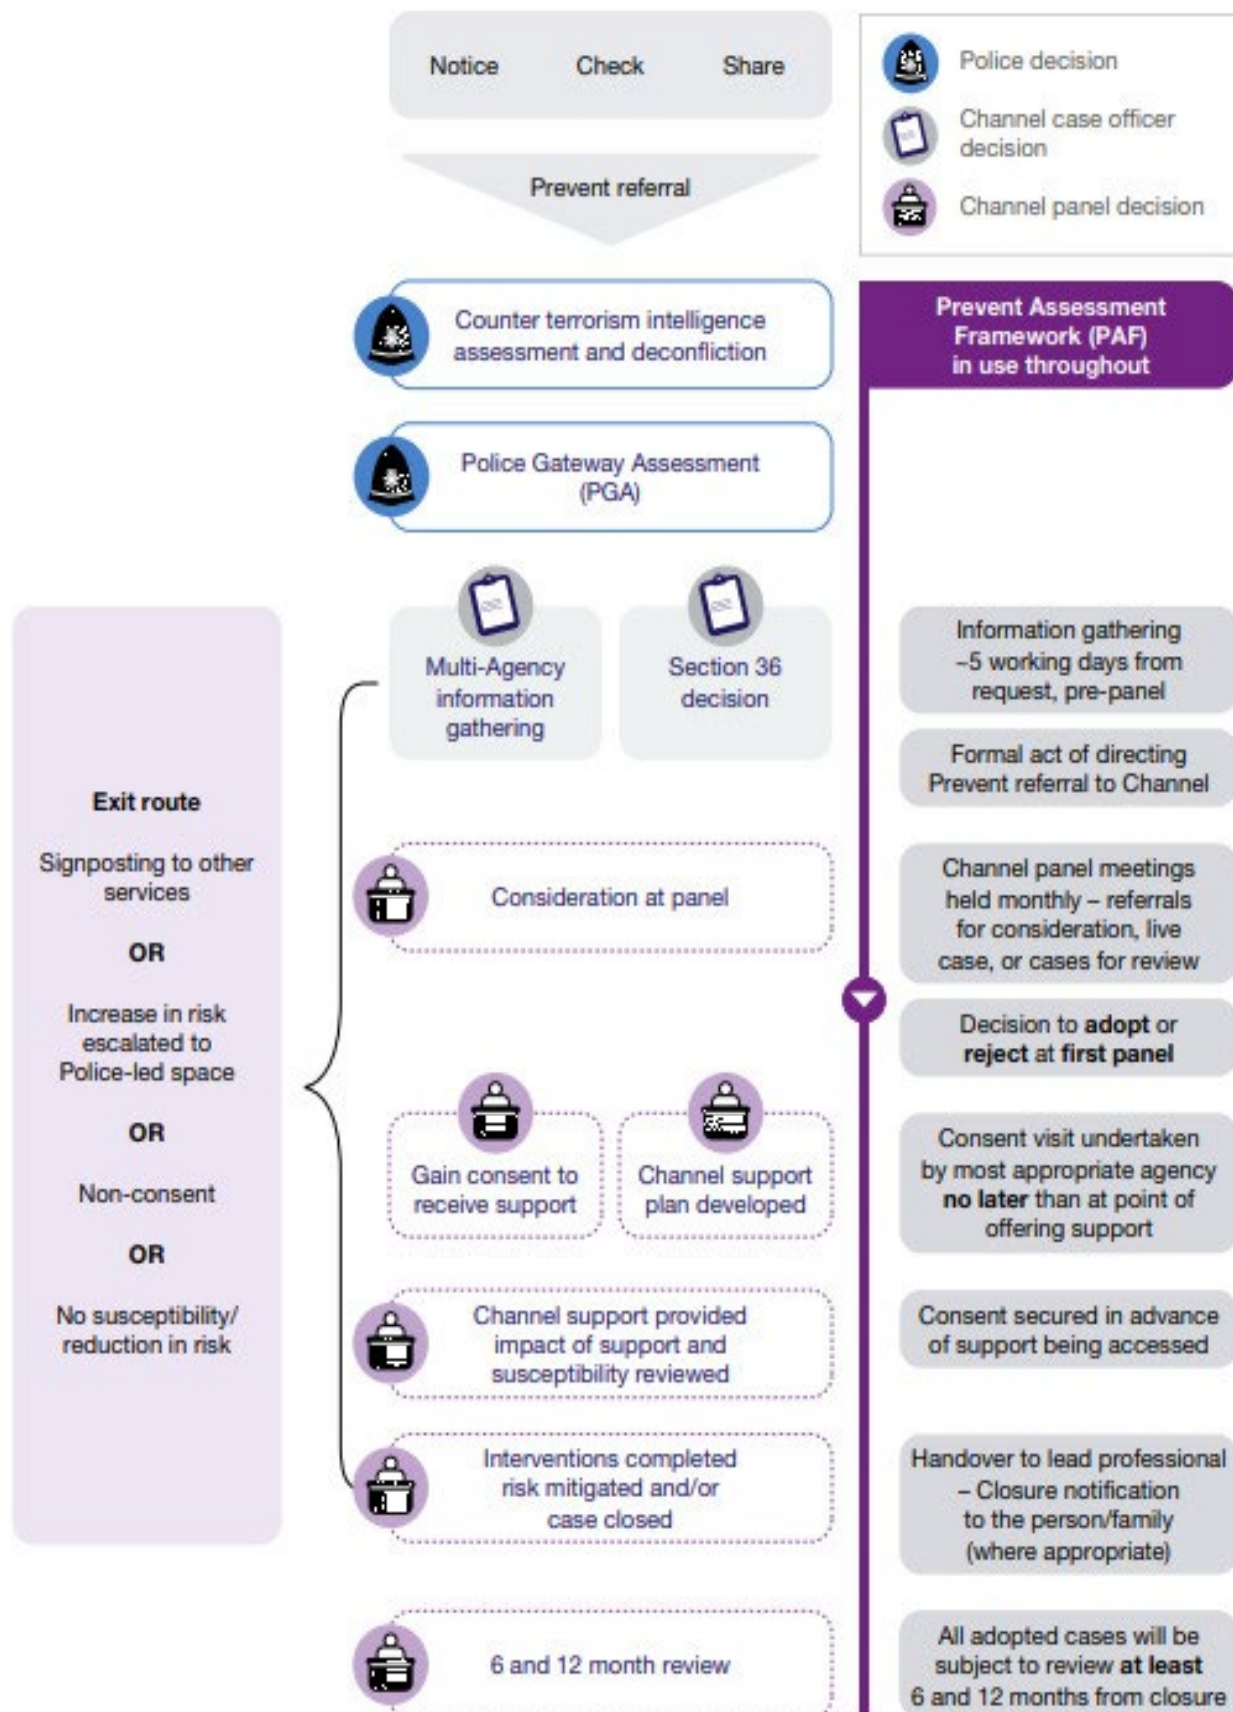 Notice Check Share
Prevent referral
Police decision
Channel case officer
decision
Channel panel decision
Counter terrorism intelligence
assessment and deconfliction
Police Gateway Assessment
(PGA)
Prevent Assessment
Framework (PAF)
in use throughout
Exit route
Signposting to other
services
OR
Increase in risk
escalated to
Police-led space
OR
Non-consent
OR
No susceptibility/
reduction in risk
Multi-Agency
information
gathering
Section 36
decision
Consideration at panel
Gain consent to
receive support
Channel support
plan developed
Channel support provided
impact of support and
susceptibility reviewed
Interventions completed
risk mitigated and/or
case closed
6 and 12 month review
Information gathering
~5 working days from
request, pre-panel
Formal act of directing
Prevent referral to Channel
Channel panel meetings
held monthly – referrals
for consideration, live
case, or cases for review
Decision to adopt or
reject at first panel
Consent visit undertaken
by most appropriate agency
no later than at point of
offering support
Consent secured in advance
of support being accessed
Handover to lead professional
– Closure notification
to the person/family
(where appropriate)
All adopted cases will be
subject to review at least
6 and 12 months from closure